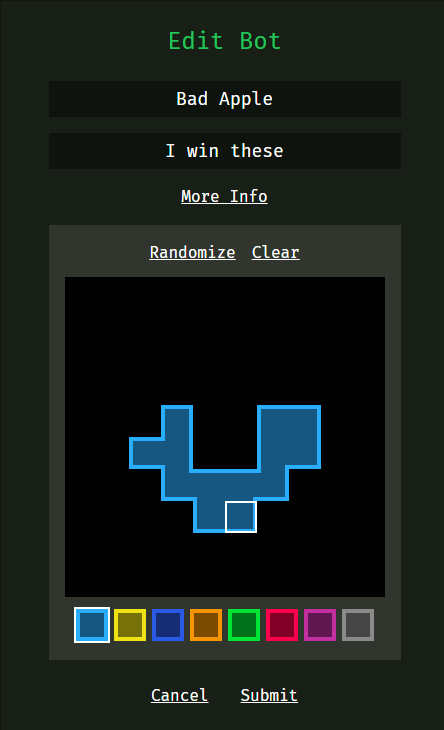 Edit Bot
Bad Apple
I win these
More Info
Randomize Clear
Cancel Submit